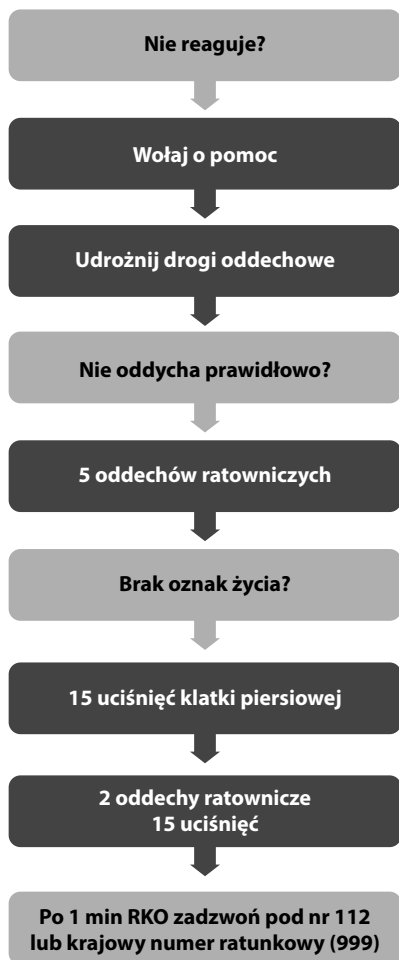 Nie reaguje?
Wołaj o pomoc
Udrożnij drogi oddechowe
Nie oddycha prawidłowo?
5 oddechów ratowniczych
Brak oznak życia?
15 uciśnięć klatki piersiowej
2 oddechy ratownicze
15 uciśnięć
Po 1 min RKO zadzwoń pod nr 112
lub krajowy numer ratunkowy (999)